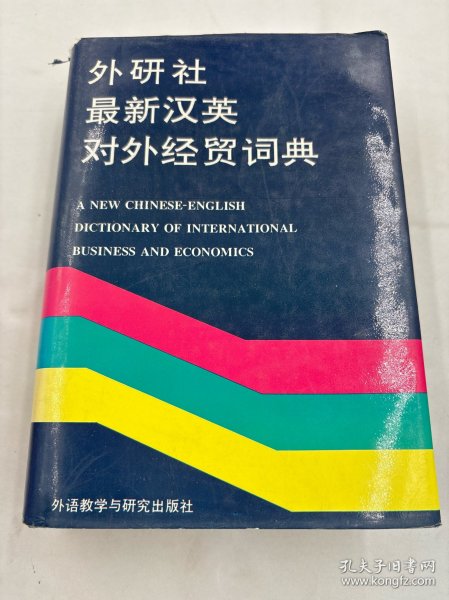 外研社
最新汉英
对外经贸词典
A NEW CHINESE-ENGLISH
DICTIONARY OF INTERNATIONAL
BUSINESS AND ECONOMICS
外语教学与研究出版社
孔夫子旧书网
www.kongfz.com